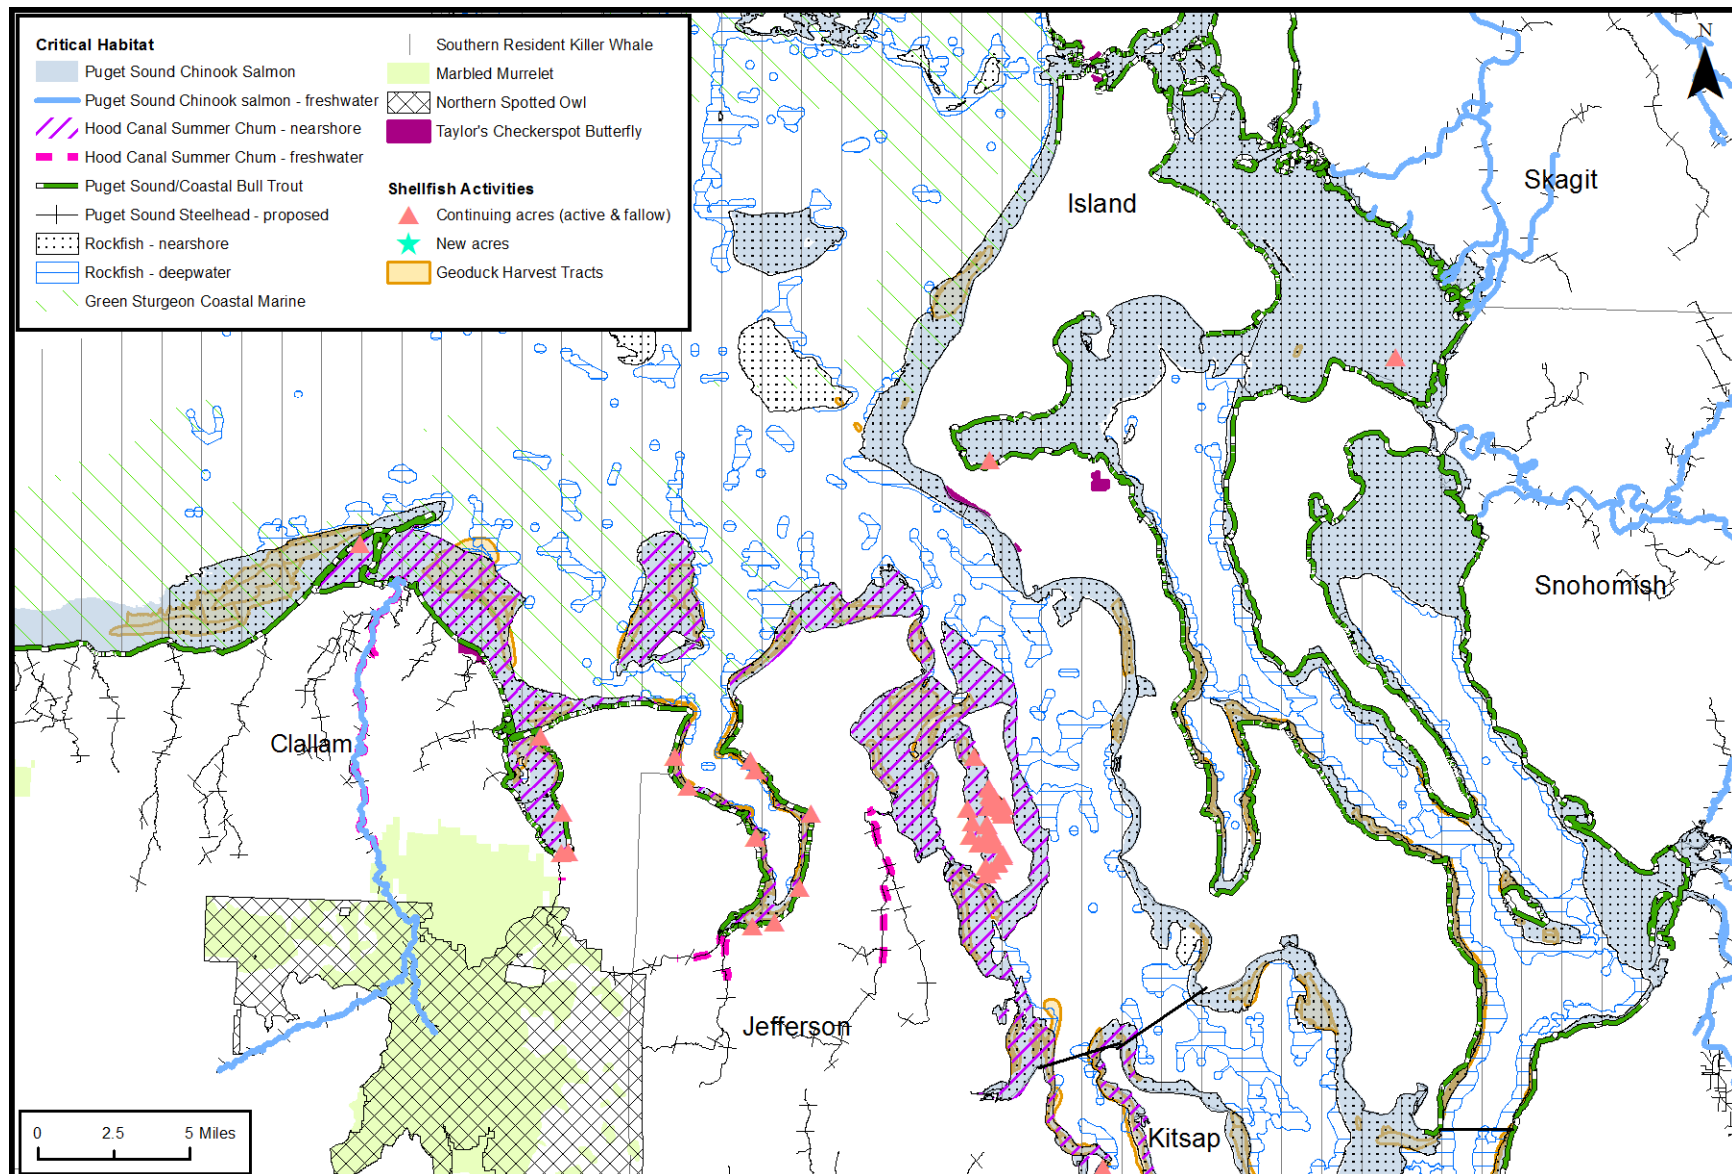 Critical Habitat
Puget Sound Chinook Salmon
Puget Sound Chinook salmon - freshwater
Hood Canal Summer Chum - nearshore
Hood Canal Summer Chum - freshwater
Puget Sound/Coastal Bull Trout
Puget Sound Steelhead - proposed
Rockfish - nearshore
Rockfish - deepwater
Green Sturgeon Coastal Marine
Southern Resident Killer Whale
Marbled Murrelet
Northern Spotted Owl
Taylor's Checkerspot Butterfly
Shellfish Activities
Continuing acres (active & fallow)
New acres
Geoduck Harvest Tracts
N
Island
Skagit
Snohomish
Clallam
Jefferson
Kitsap
0 2.5 5 Miles